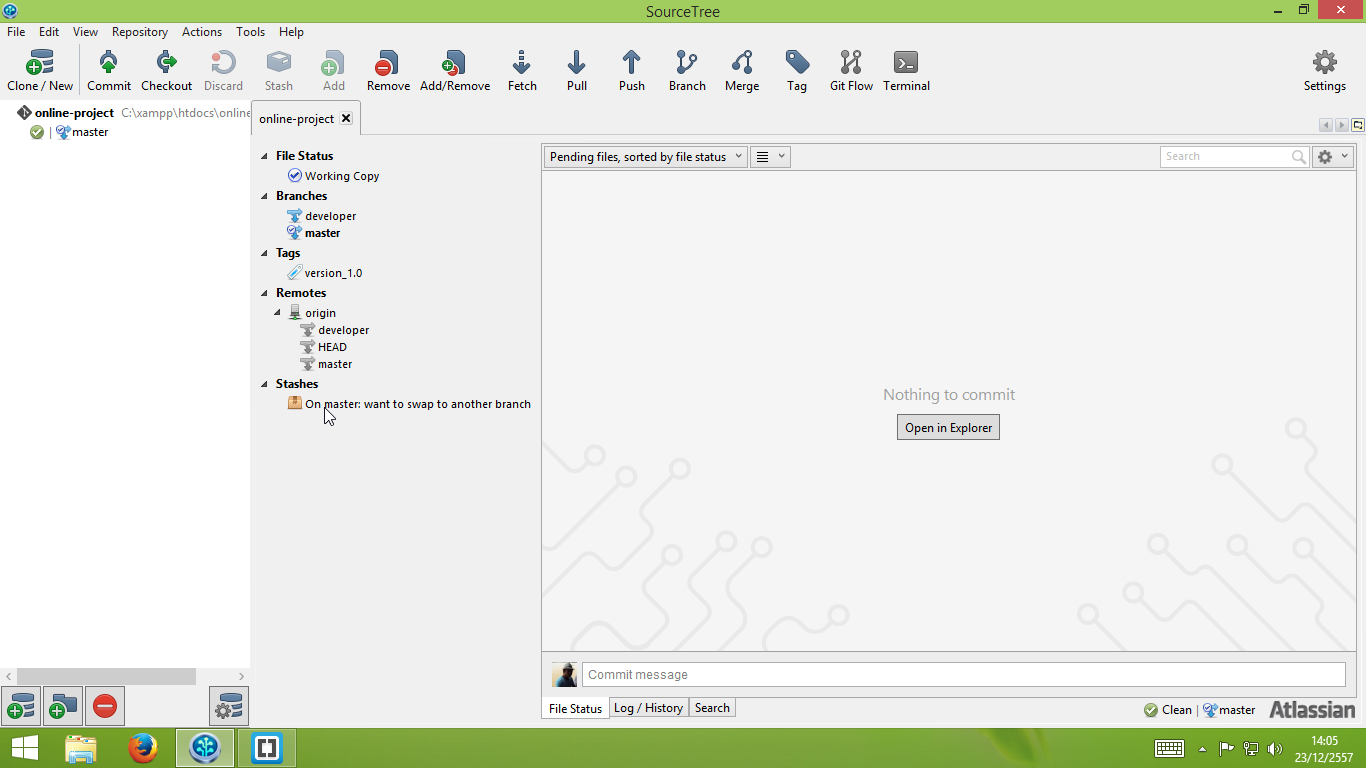 SourceTree
File Edit View Repository Actions Tools Help
Clone / New Commit Checkout Discard Stash Add Remove Add/Remove Fetch Pull Push Branch Merge Tag Git Flow Terminal Settings
online-project C:\xampp\htdocs\online
master
online-project
File Status
Working Copy
Branches
developer
master
Tags
version_1.0
Remotes
origin
developer
HEAD
master
Stashes
On master: want to swap to another branch
Pending files, sorted by file status
Search
Nothing to commit
Open in Explorer
Commit message
File Status Log / History Search
Clean | master Atlassian
14:05
23/12/2557